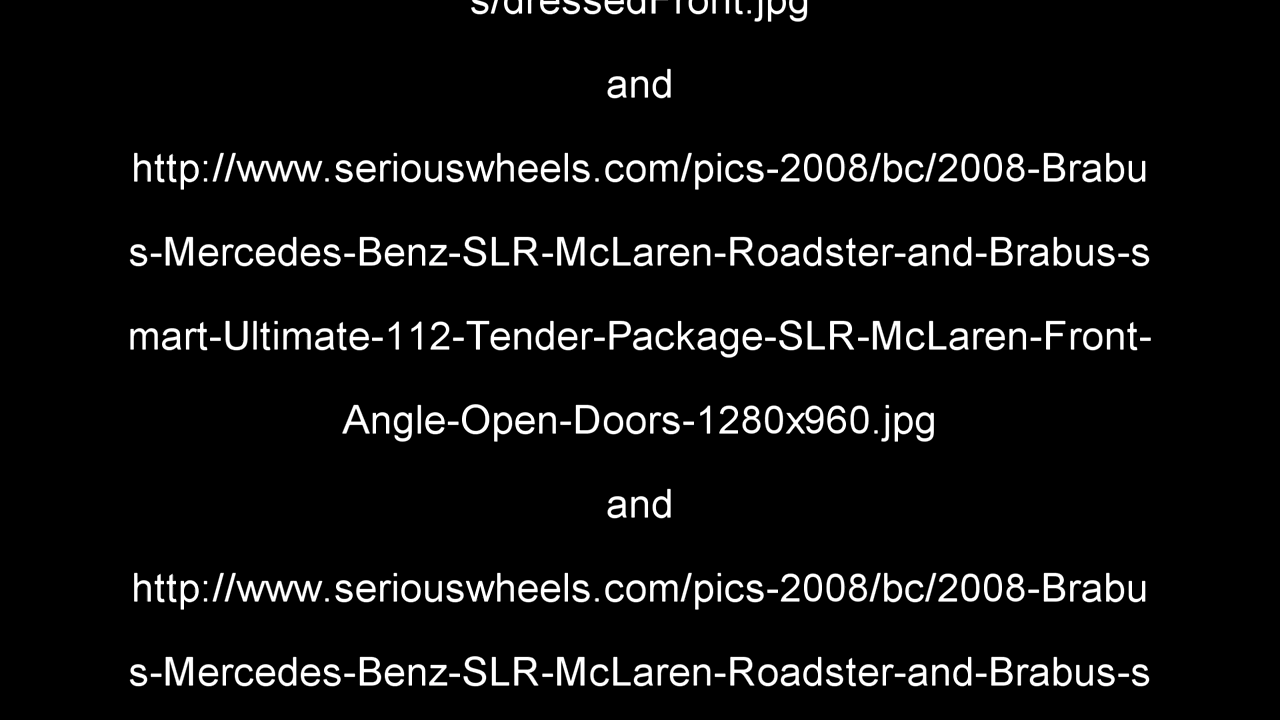 s/dressedFront.jpg
and
http://www.seriouswheels.com/pics-2008/bc/2008-Brabu
s-Mercedes-Benz-SLR-McLaren-Roadster-and-Brabus-s
mart-Ultimate-112-Tender-Package-SLR-McLaren-Front-
Angle-Open-Doors-1280x960.jpg
and
http://www.seriouswheels.com/pics-2008/bc/2008-Brabu
s-Mercedes-Benz-SLR-McLaren-Roadster-and-Brabus-s